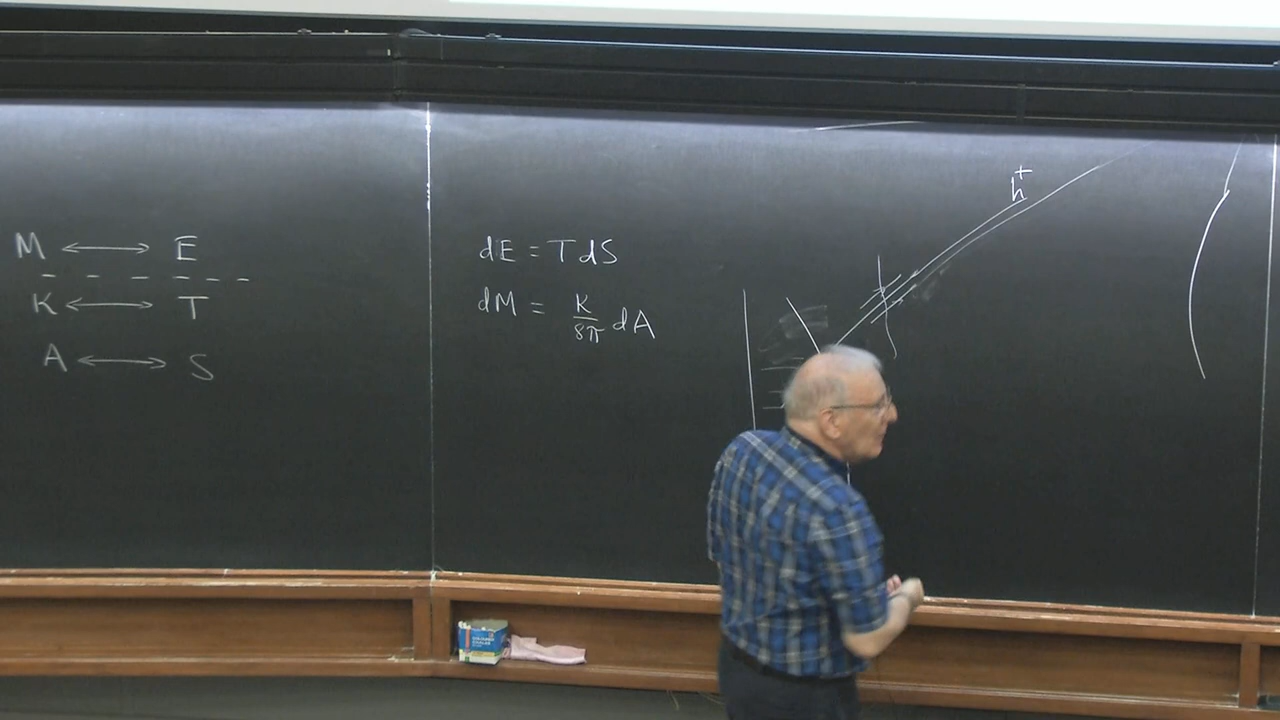 M ⟷ E
K ⟷ T
A ⟷ S
dE = TdS
dM = K/8π dA
h⁺